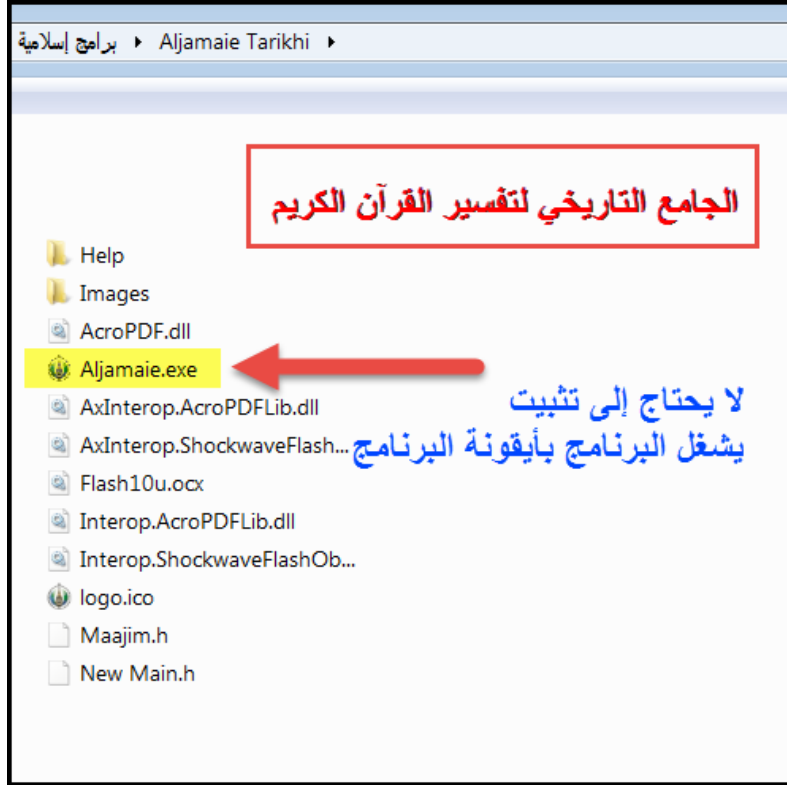 برامج إسلامية ▸ Aljamaie Tarikhi ▸
الجامع التاريخي لتفسير القرآن الكريم
Help
Images
AcroPDF.dll
Aljamaie.exe
لا يحتاج إلى تثبيت
AxInterop.AcroPDFLib.dll
يشغل البرنامج بأيقونة البرنامج
AxInterop.ShockwaveFlash...
Flash10u.ocx
Interop.AcroPDFLib.dll
Interop.ShockwaveFlashOb...
logo.ico
Maajim.h
New Main.h